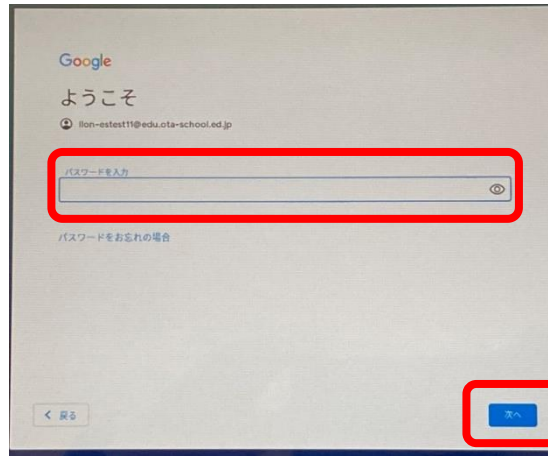 Google
ようこそ
llon-estest11@edu.ota-school.ed.jp
パスワードを入力
パスワードをお忘れの場合
戻る
次へ